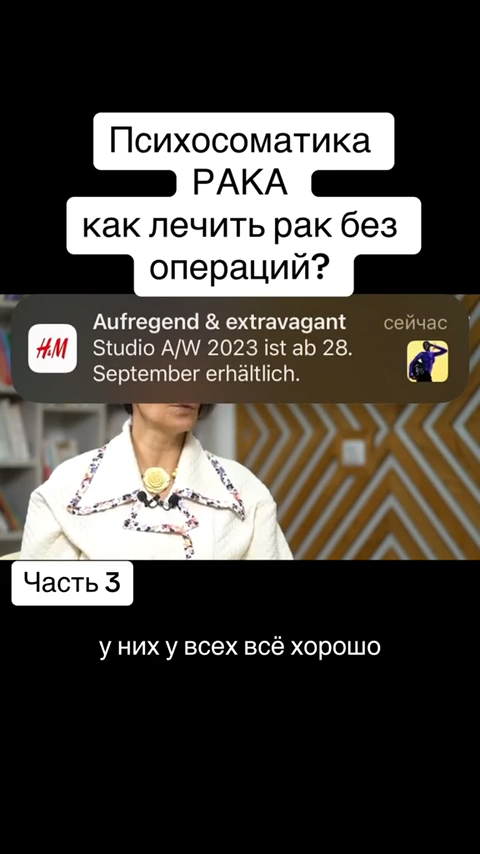 Психосоматика
РАКА
как лечить рак без
операций?
Aufregend & extravagant
сейчас
H&M
Studio A/W 2023 ist ab 28.
September erhältlich.
Часть 3
у них у всех всё хорошо